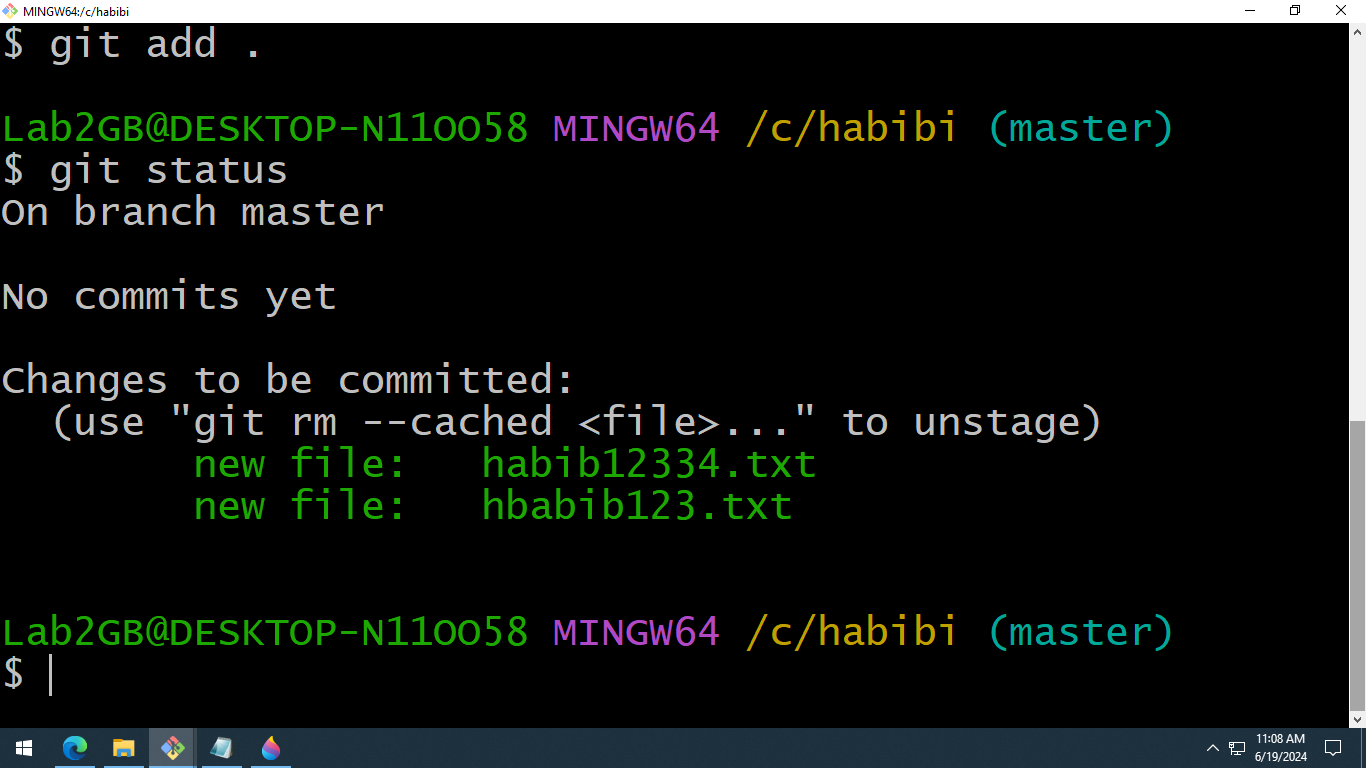 MINGW64:/c/habibi
$ git add .
Lab2GB@DESKTOP-N11OO58 MINGW64 /c/habibi (master)
$ git status
On branch master
No commits yet
Changes to be committed:
  (use "git rm --cached <file>..." to unstage)
        new file:   habib12334.txt
        new file:   hbabib123.txt
Lab2GB@DESKTOP-N11OO58 MINGW64 /c/habibi (master)
$
11:08 AM
6/19/2024